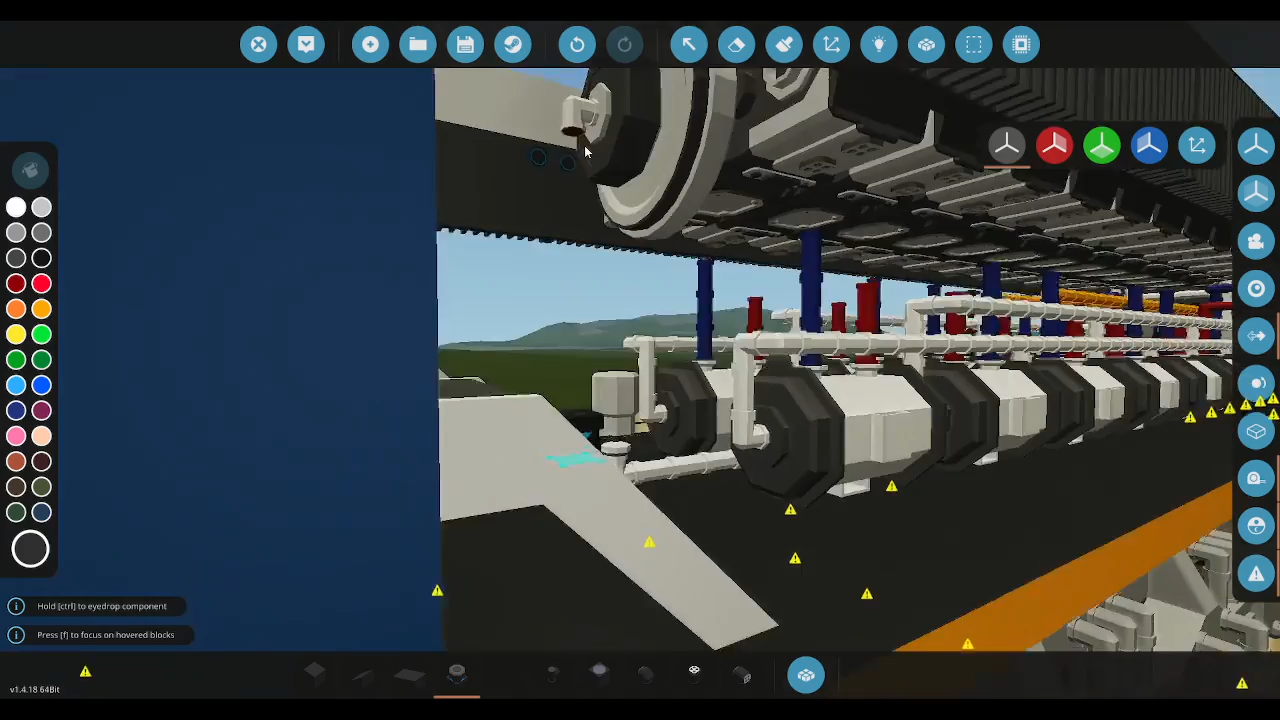 Hold [ctrl] to eyedrop component
Press [f] to focus on hovered blocks
v1.4.18 64Bit